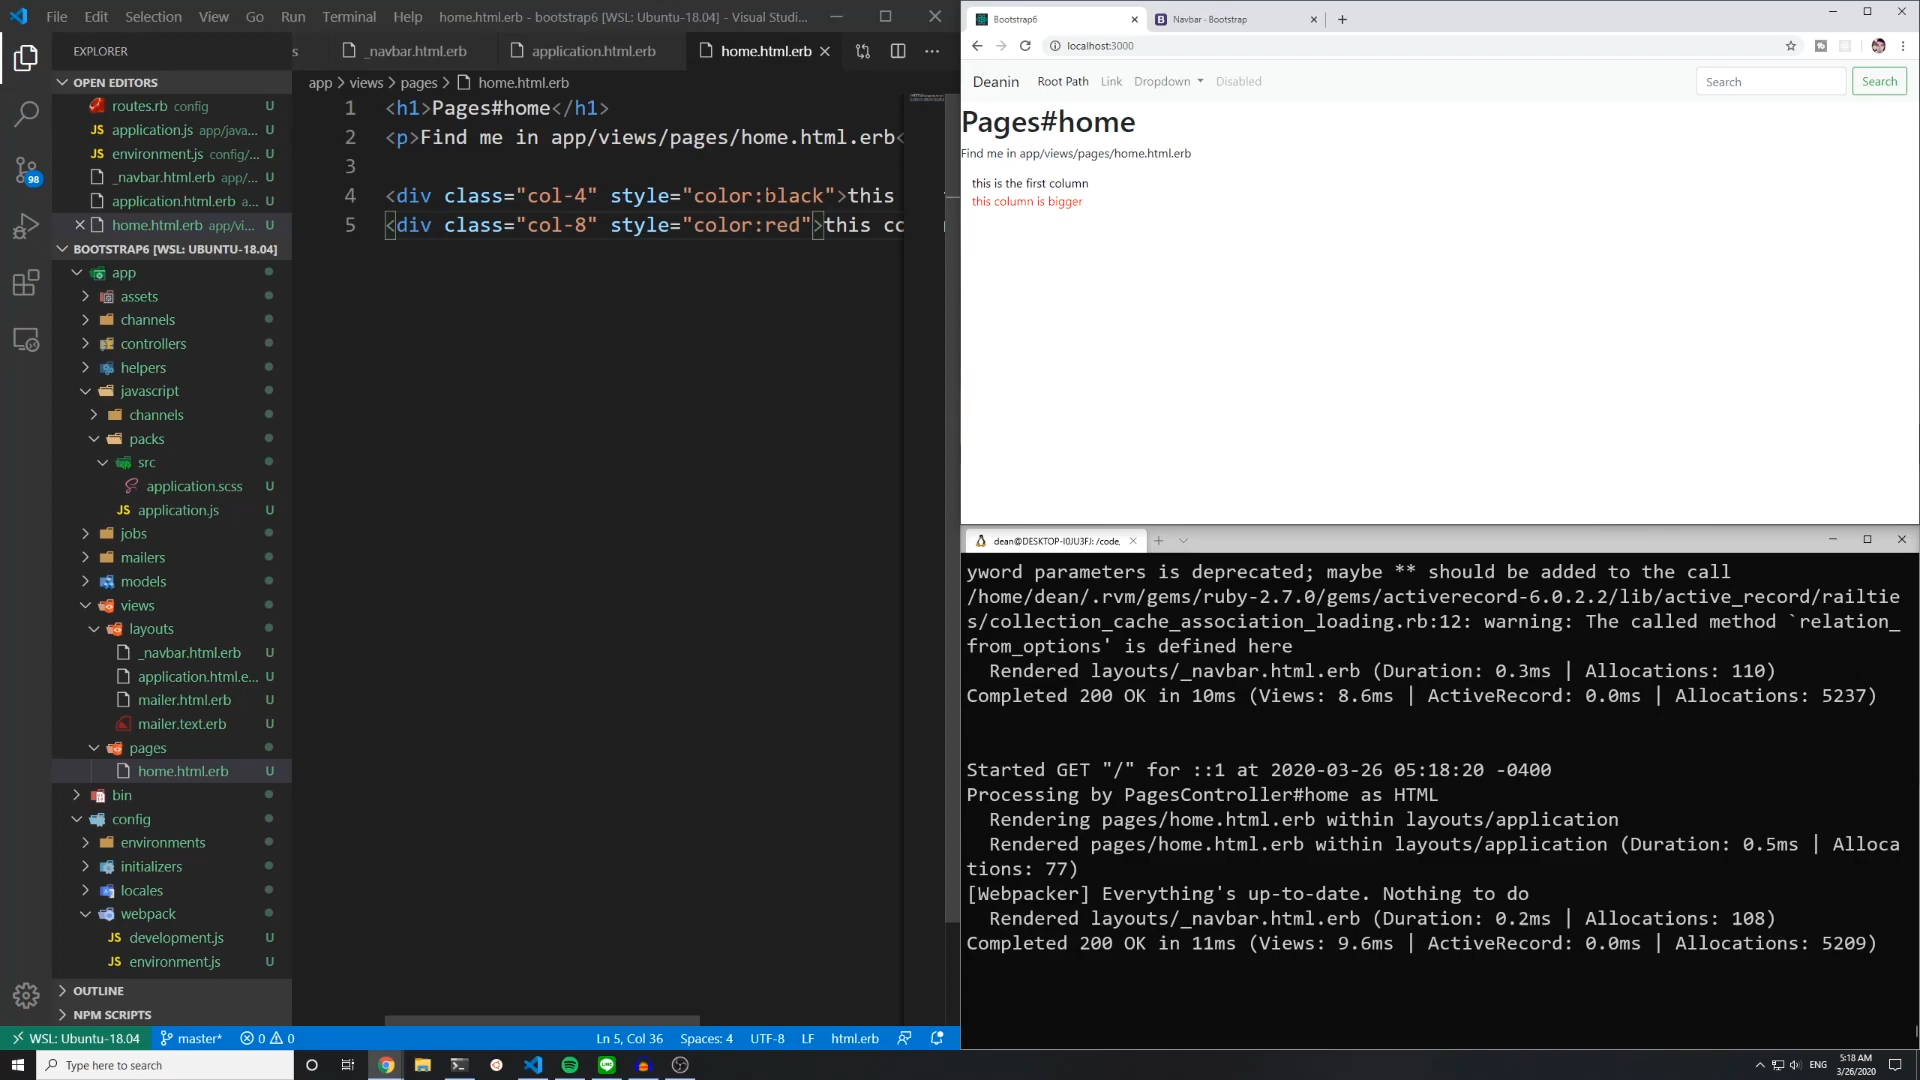 File Edit Selection View Go Run Terminal Help home.html.erb - bootstrap6 [WSL: Ubuntu-18.04] - Visual Studi...
EXPLORER
s _navbar.html.erb application.html.erb home.html.erb
OPEN EDITORS
routes.rb config U
JS application.js app/java... U
JS environment.js config/... U
_navbar.html.erb app/... U
application.html.erb a... U
home.html.erb app/vi... U
BOOTSTRAP6 [WSL: UBUNTU-18.04]
app
assets
channels
controllers
helpers
javascript
channels
packs
src
application.scss U
JS application.js U
jobs
mailers
models
views
layouts
_navbar.html.erb U
application.html.e... U
mailer.html.erb U
mailer.text.erb U
pages
home.html.erb U
bin
config
environments
initializers
locales
webpack
JS development.js U
JS environment.js U
OUTLINE
NPM SCRIPTS
98
app > views > pages > home.html.erb
1 <h1>Pages#home</h1>
2 <p>Find me in app/views/pages/home.html.erb<
3
4 <div class="col-4" style="color:black">this
5 <div class="col-8" style="color:red">this co
WSL: Ubuntu-18.04 master* 0 0 Ln 5, Col 36 Spaces: 4 UTF-8 LF html.erb
Bootstrap6 Navbar · Bootstrap
localhost:3000
Deanin Root Path Link Dropdown Disabled Search Search
Pages#home
Find me in app/views/pages/home.html.erb
this is the first column
this column is bigger
dean@DESKTOP-I0JU3FJ: /code,
yword parameters is deprecated; maybe ** should be added to the call
/home/dean/.rvm/gems/ruby-2.7.0/gems/activerecord-6.0.2.2/lib/active_record/railtie
s/collection_cache_association_loading.rb:12: warning: The called method `relation_
from_options' is defined here
Rendered layouts/_navbar.html.erb (Duration: 0.3ms | Allocations: 110)
Completed 200 OK in 10ms (Views: 8.6ms | ActiveRecord: 0.0ms | Allocations: 5237)
Started GET "/" for ::1 at 2020-03-26 05:18:20 -0400
Processing by PagesController#home as HTML
Rendering pages/home.html.erb within layouts/application
Rendered pages/home.html.erb within layouts/application (Duration: 0.5ms | Alloca
tions: 77)
[Webpacker] Everything's up-to-date. Nothing to do
Rendered layouts/_navbar.html.erb (Duration: 0.2ms | Allocations: 108)
Completed 200 OK in 11ms (Views: 9.6ms | ActiveRecord: 0.0ms | Allocations: 5209)
Type here to search
ENG
5:18 AM
3/26/2020